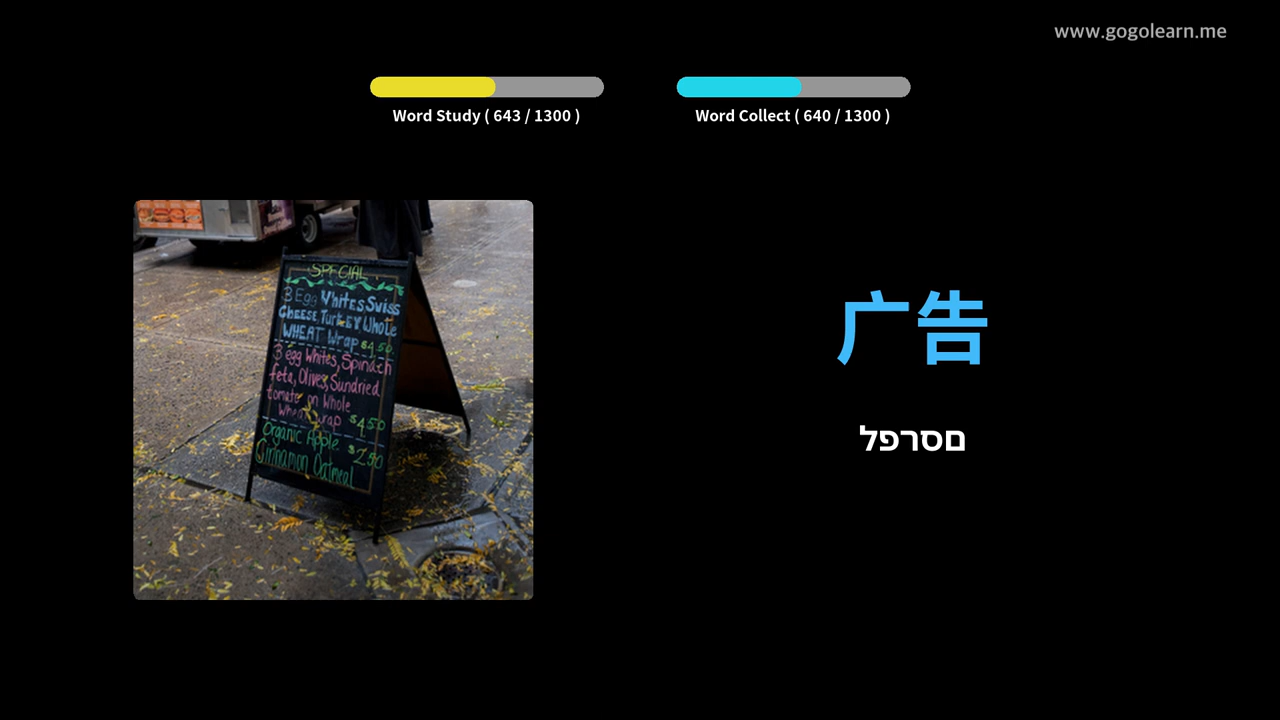 www.gogolearn.me
Word Study ( 643 / 1300 )
Word Collect ( 640 / 1300 )
SPECIAL
3 Egg Whites, Swiss
Cheese, Turkey Whole
WHEAT Wrap $4.50
3 egg Whites, Spinach
feta, Olives, Sundried
tomato on Whole
Wheat Wrap $4.50
Organic Apple $2.50
Cinnamon Oatmeal
广告
םסרפל